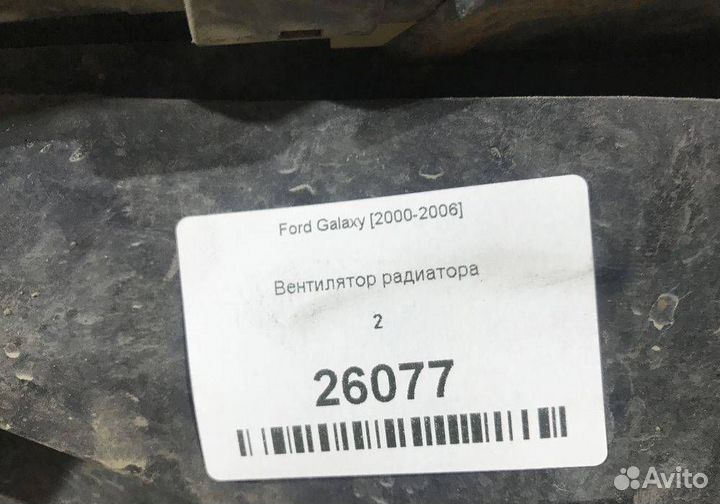 Ford Galaxy [2000-2006]
Вентилятор радиатора
2
26077
Avito